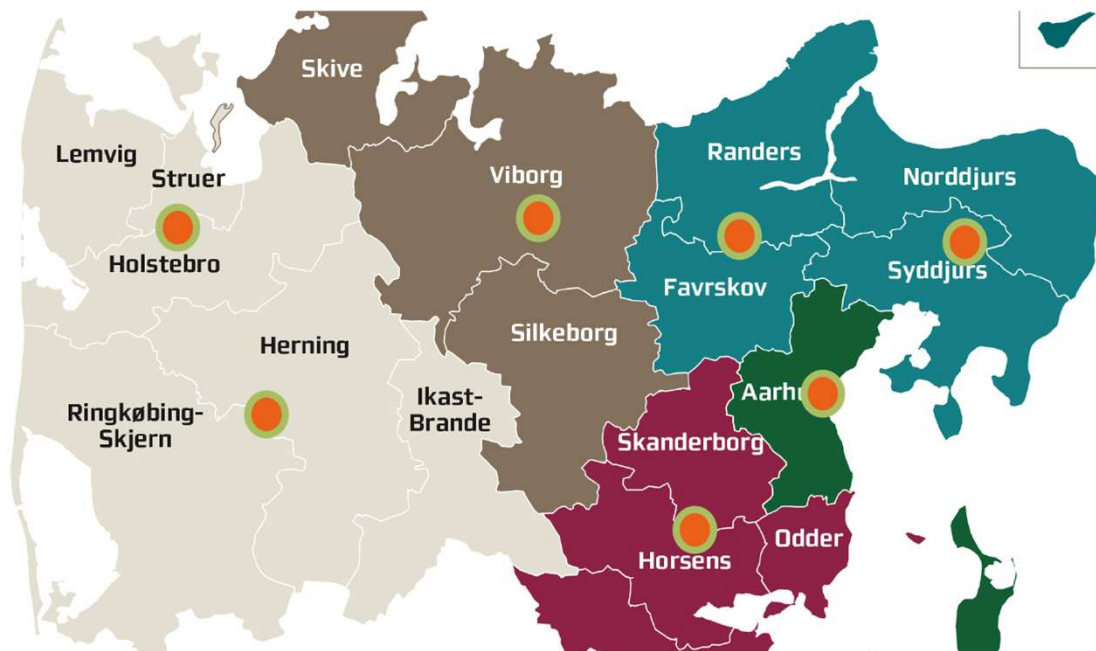 Skive
Lemvig
Struer
Viborg
Randers
Norddjurs
Holstebro
Favrskov
Syddjurs
Herning
Silkeborg
Ikast-
Brande
Aarhu
Ringkøbing-
Skjern
Skanderborg
Horsens
Odder